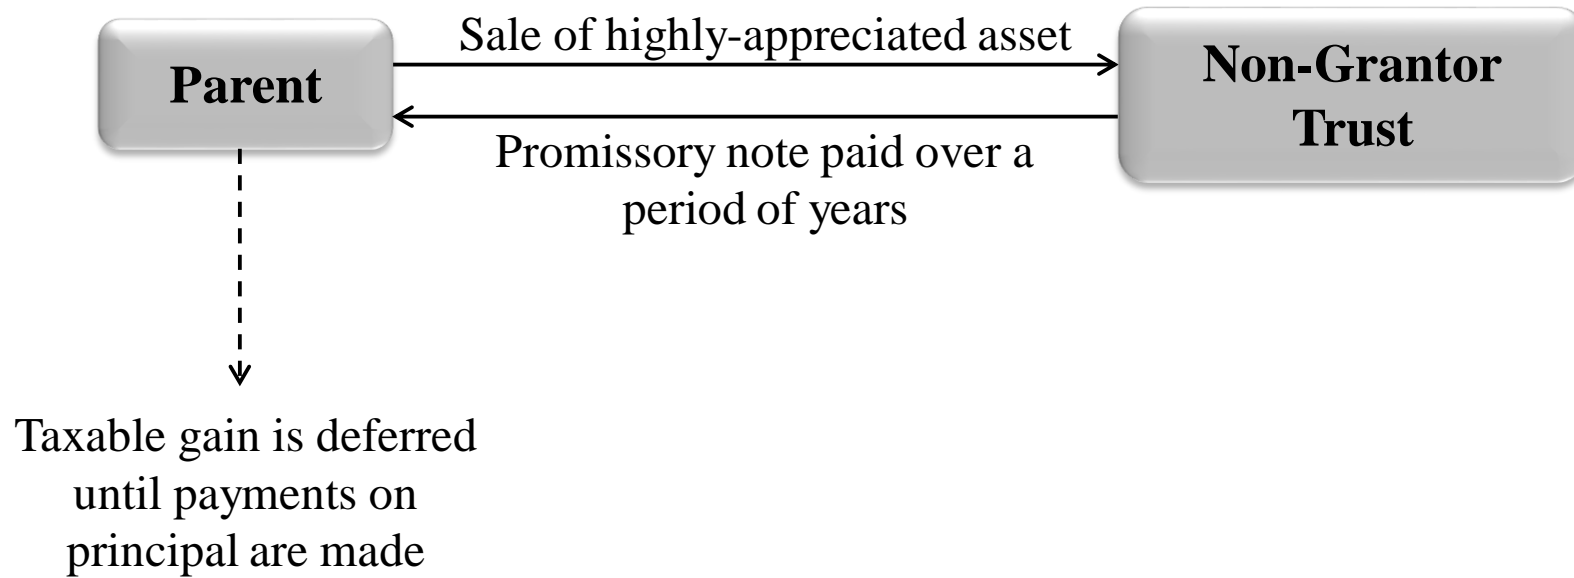 Sale of highly-appreciated asset
Parent
Non-Grantor
Trust
Promissory note paid over a
period of years
Taxable gain is deferred
until payments on
principal are made